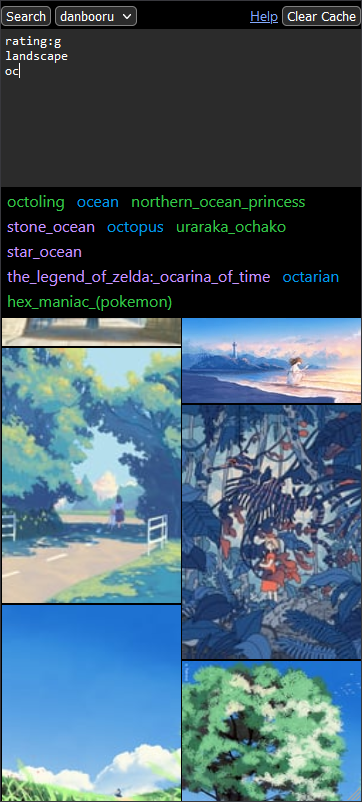 Search danbooru Help Clear Cache
rating:g
landscape
oc
octoling ocean northern_ocean_princess
stone_ocean octopus uraraka_ochako
star_ocean
the_legend_of_zelda:_ocarina_of_time octarian
hex_maniac_(pokemon)